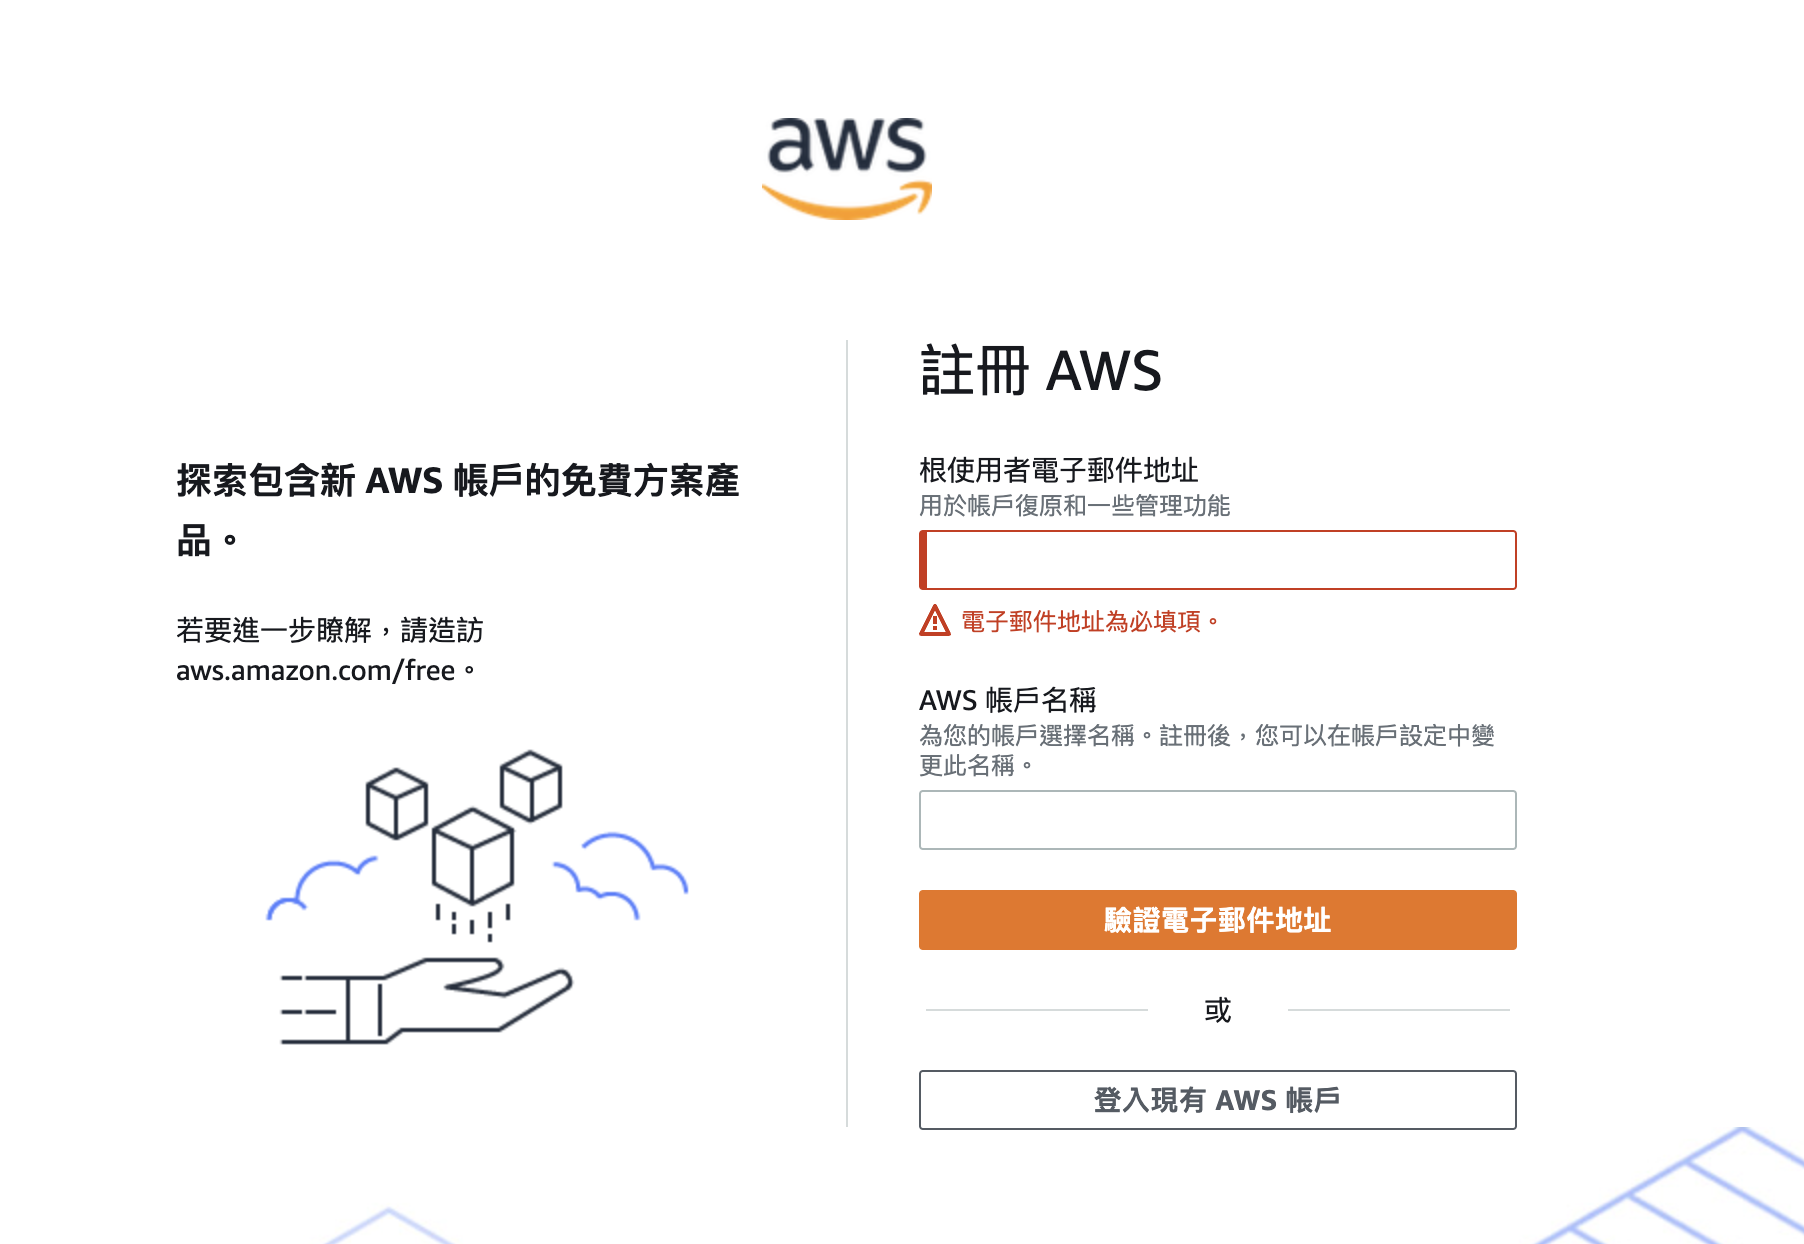 aws
探索包含新 AWS 帳戶的免費方案產
品。
若要進一步瞭解，請造訪
aws.amazon.com/free。
註冊 AWS
根使用者電子郵件地址
用於帳戶復原和一些管理功能
電子郵件地址為必填項。
AWS 帳戶名稱
為您的帳戶選擇名稱。註冊後，您可以在帳戶設定中變
更此名稱。
驗證電子郵件地址
或
登入現有 AWS 帳戶